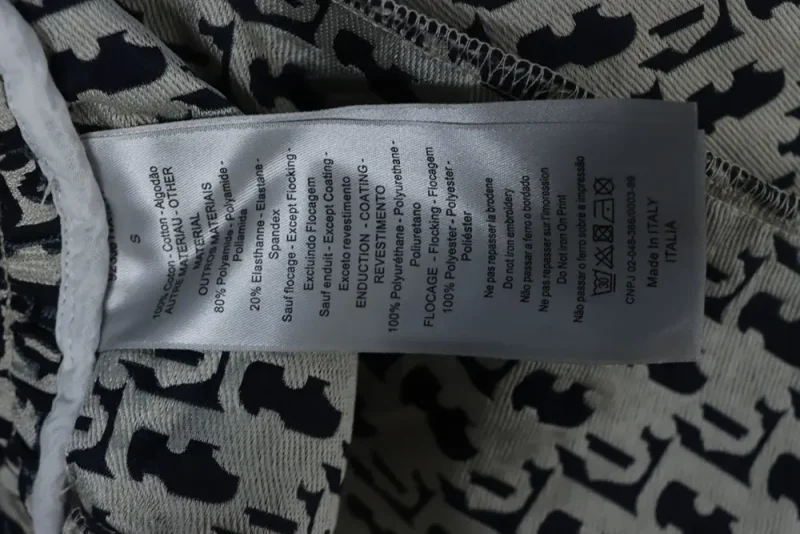 S
100% Coton - Cotton - Algodão
AUTRE MATERIAU - OTHER
MATERIAL
OUTROS MATERIAIS
80% Polyamide - Polyamide -
Poliamida
20% Elasthanne - Elastane -
Spandex
Sauf flocage - Except Flocking -
Excluindo Flocagem
Sauf enduit - Except Coating -
Exceto revestimento
ENDUCTION - COATING -
REVESTIMENTO
100% Polyuréthane - Polyurethane -
Poliuretano
FLOCAGE - Flocking - Flocagem
100% Polyester - Polyester -
Poliéster
Ne pas repasser la broderie
Do not iron embroidery
Não passar a ferro o bordado
Ne pas repasser sur l'impression
Do Not Iron On Print
Não passar o ferro sobre a impressão
30
CNPJ 02-045-366/0003-99
Made In ITALY
ITALIA